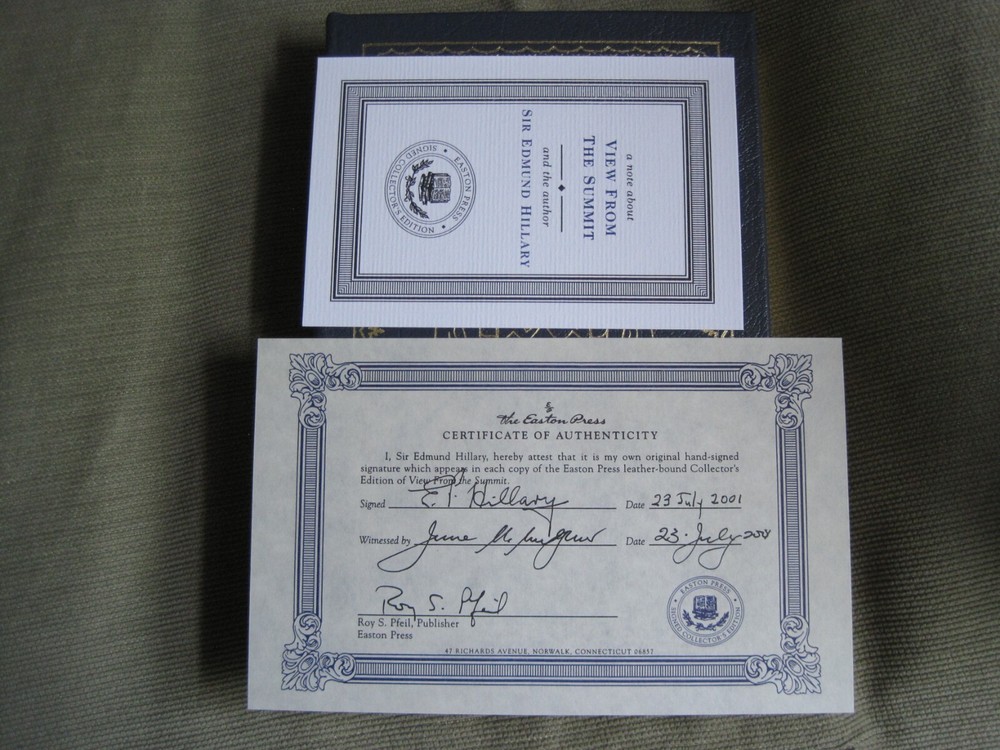 a note about
VIEW FROM
THE SUMMIT
and the author
SIR EDMUND HILLARY
EASTON PRESS
SIGNED COLLECTOR'S EDITION
The Easton Press
CERTIFICATE OF AUTHENTICITY
I, Sir Edmund Hillary, hereby attest that it is my own original hand-signed
signature which appears in each copy of the Easton Press leather-bound Collector's
Edition of View From the Summit.
Signed E. P. Hillary Date 23 July 2001
Witnessed by June Date 23 July 2001
Roy S. Pfeil
Roy S. Pfeil, Publisher
Easton Press
EASTON PRESS
SIGNED COLLECTOR'S EDITION
47 RICHARDS AVENUE, NORWALK, CONNECTICUT 06857